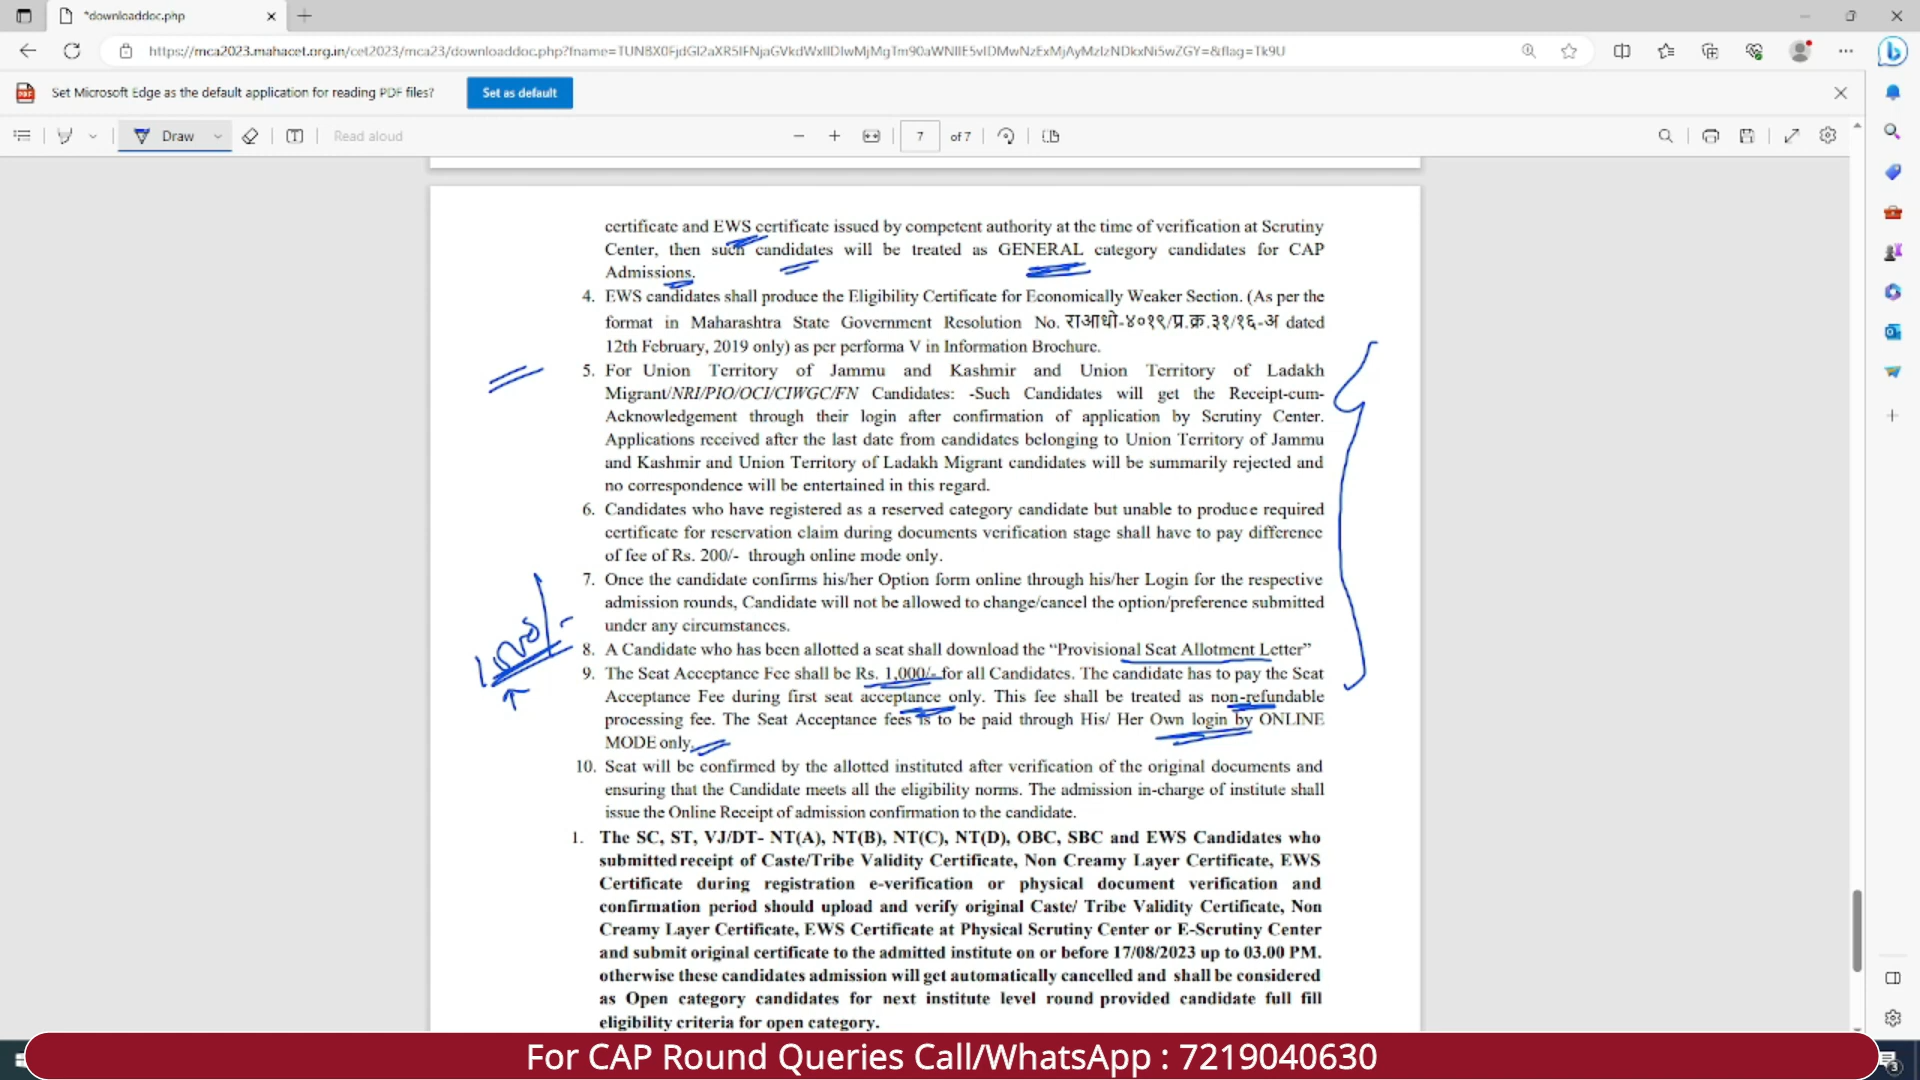 *downloaddoc.php
https://mca2023.mahacet.org.in/cet2023/mca23/downloaddoc.php?fname=
Set Microsoft Edge as the default application for reading PDF files?
Set as default
Draw
Read aloud
7
of 7
certificate and EWS certificate issued by competent authority at the time of verification at Scrutiny
Center, then such candidates will be treated as GENERAL category candidates for CAP
Admissions.
4. EWS candidates shall produce the Eligibility Certificate for Economically Weaker Section. (As per the
format in Maharashtra State Government Resolution No. राआधो-४०१९/प्र.क्र.३१/१६-अ dated
12th February, 2019 only) as per performa V in Information Brochure.
5. For Union Territory of Jammu and Kashmir and Union Territory of Ladakh
Migrant/NRI/PIO/OCI/CIWGC/FN Candidates: -Such Candidates will get the Receipt-cum-
Acknowledgement through their login after confirmation of application by Scrutiny Center.
Applications received after the last date from candidates belonging to Union Territory of Jammu
and Kashmir and Union Territory of Ladakh Migrant candidates will be summarily rejected and
no correspondence will be entertained in this regard.
6. Candidates who have registered as a reserved category candidate but unable to produce required
certificate for reservation claim during documents verification stage shall have to pay difference
of fee of Rs. 200/- through online mode only.
7. Once the candidate confirms his/her Option form online through his/her Login for the respective
admission rounds, Candidate will not be allowed to change/cancel the option/preference submitted
under any circumstances.
1000/-
8. A Candidate who has been allotted a seat shall download the “Provisional Seat Allotment Letter”
9. The Seat Acceptance Fee shall be Rs. 1,000/- for all Candidates. The candidate has to pay the Seat
Acceptance Fee during first seat acceptance only. This fee shall be treated as non-refundable
processing fee. The Seat Acceptance fees is to be paid through His/ Her Own login by ONLINE
MODE only.
10. Seat will be confirmed by the allotted instituted after verification of the original documents and
ensuring that the Candidate meets all the eligibility norms. The admission in-charge of institute shall
issue the Online Receipt of admission confirmation to the candidate.
1. The SC, ST, VJ/DT- NT(A), NT(B), NT(C), NT(D), OBC, SBC and EWS Candidates who
submitted receipt of Caste/Tribe Validity Certificate, Non Creamy Layer Certificate, EWS
Certificate during registration e-verification or physical document verification and
confirmation period should upload and verify original Caste/ Tribe Validity Certificate, Non
Creamy Layer Certificate, EWS Certificate at Physical Scrutiny Center or E-Scrutiny Center
and submit original certificate to the admitted institute on or before 17/08/2023 up to 03.00 PM.
otherwise these candidates admission will get automatically cancelled and shall be considered
as Open category candidates for next institute level round provided candidate full fill
eligibility criteria for open category.
For CAP Round Queries Call/WhatsApp : 7219040630
3